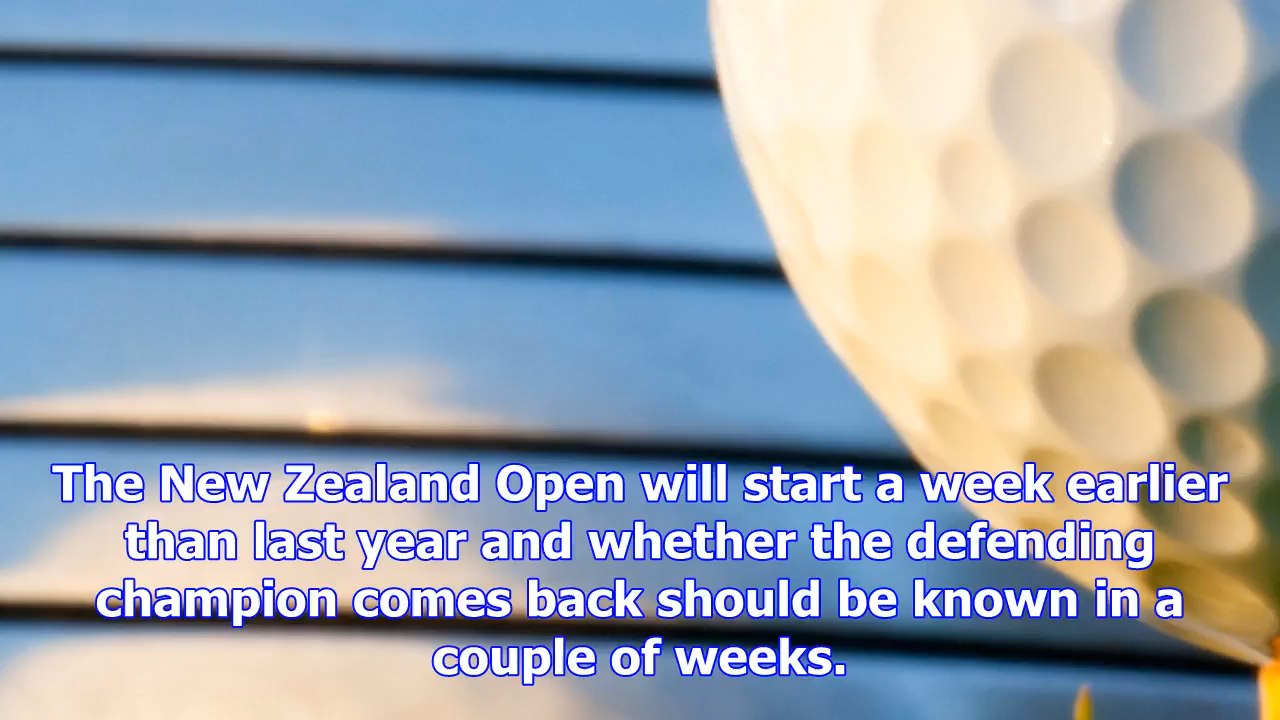 The New Zealand Open will start a week earlier
than last year and whether the defending
champion comes back should be known in a
couple of weeks.